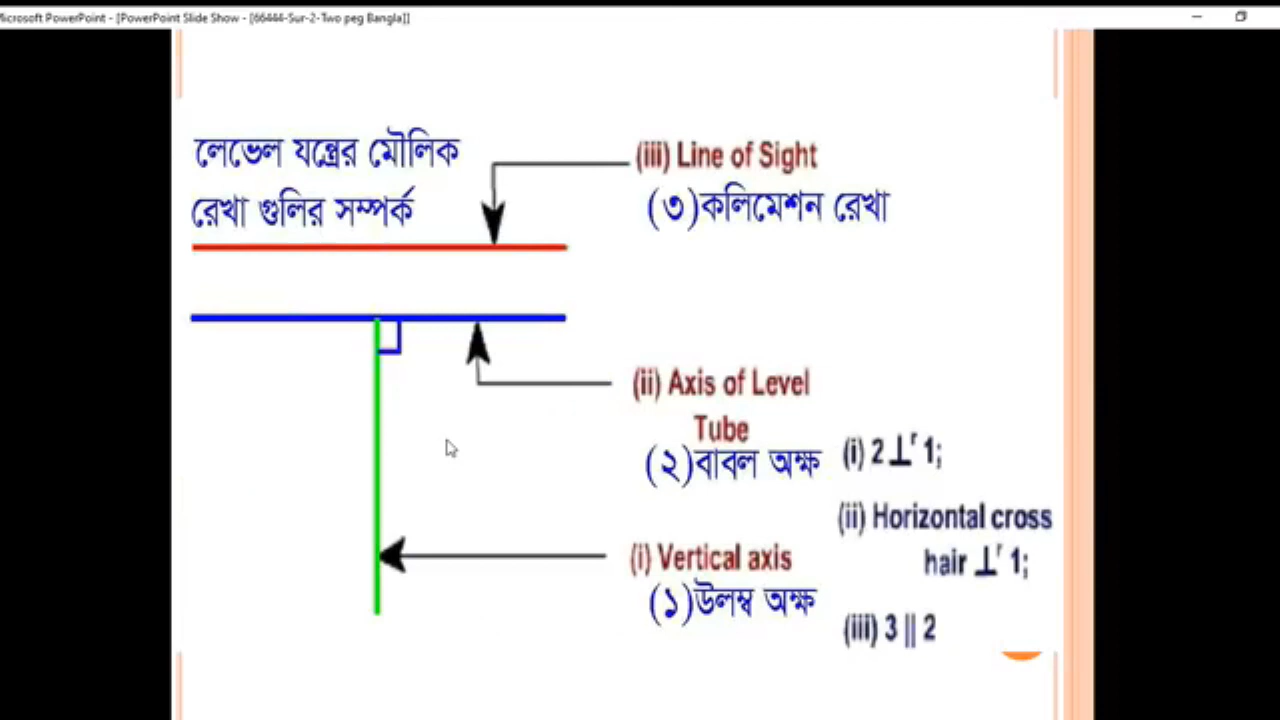 Microsoft PowerPoint - [PowerPoint Slide Show - [66444-Sur-2-Two peg Bangla]]
লেভেল যন্ত্রের মৌলিক
রেখা গুলির সম্পর্ক
(iii) Line of Sight
(৩)কলিমেশন রেখা
(ii) Axis of Level
Tube
(২)বাবল অক্ষ
(i) Vertical axis
(১)উলম্ব অক্ষ
(i) 2 ⊥ʳ 1;
(ii) Horizontal cross
hair ⊥ʳ 1;
(iii) 3 || 2